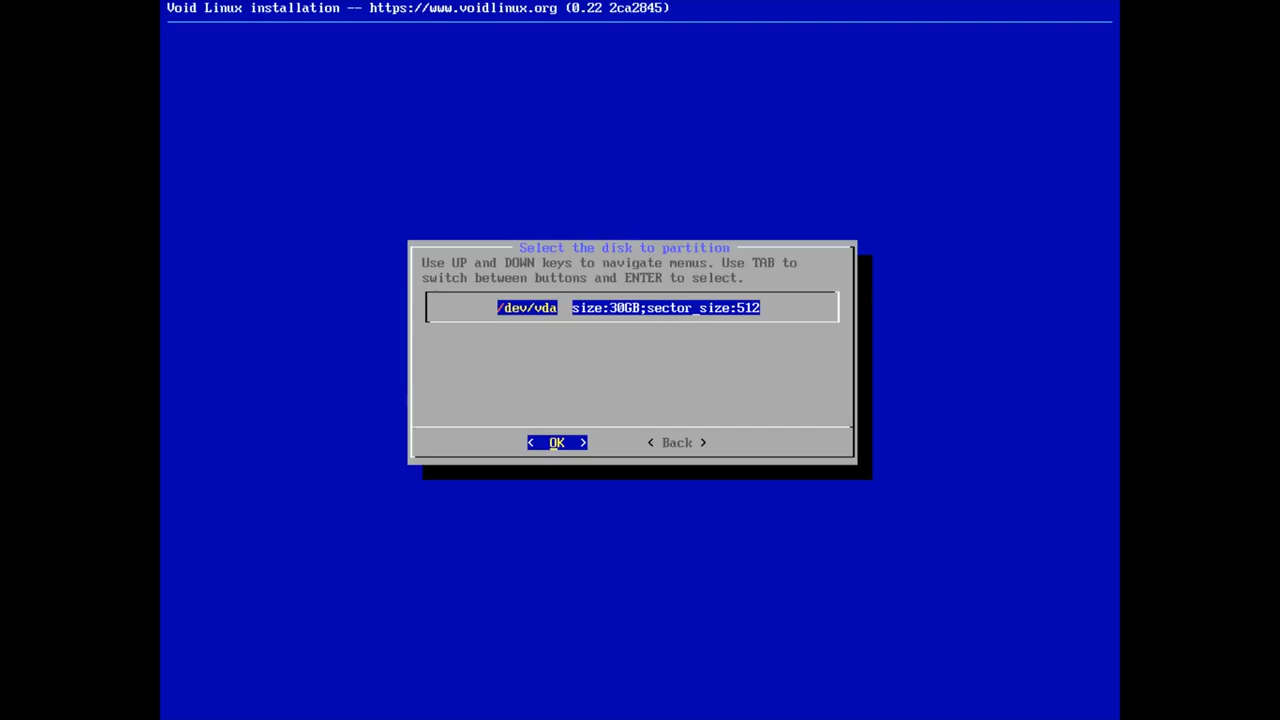 Void Linux installation -- https://www.voidlinux.org (0.22 2ca2845)
Select the disk to partition
Use UP and DOWN keys to navigate menus. Use TAB to
switch between buttons and ENTER to select.
/dev/vda  size:30GB;sector_size:512
<  OK  >  < Back >